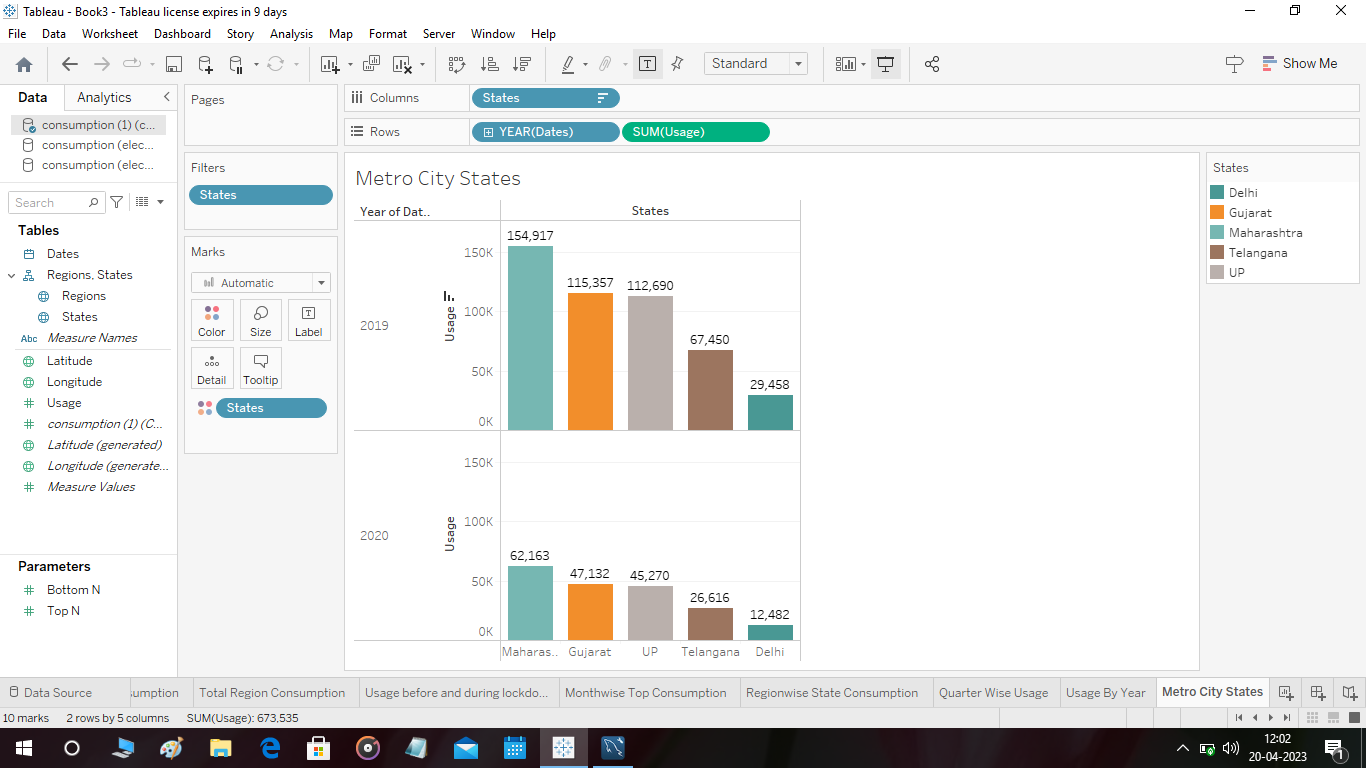 Tableau - Book3 - Tableau license expires in 9 days
File Data Worksheet Dashboard Story Analysis Map Format Server Window Help
Standard
Show Me
Data Analytics
consumption (1) (c...
consumption (elec...
consumption (elec...
Search
Tables
Dates
Regions, States
Regions
States
Abc Measure Names
Latitude
Longitude
Usage
consumption (1) (C...
Latitude (generated)
Longitude (generate...
Measure Values
Parameters
Bottom N
Top N
Pages
Filters
States
Marks
Automatic
Color Size Label
Detail Tooltip
States
Columns States
Rows YEAR(Dates) SUM(Usage)
Metro City States
Year of Dat.. States
2019
Usage
150K
100K
50K
0K
154,917
115,357
112,690
67,450
29,458
2020
Usage
150K
100K
50K
0K
62,163
47,132
45,270
26,616
12,482
Maharas.. Gujarat UP Telangana Delhi
States
Delhi
Gujarat
Maharashtra
Telangana
UP
Data Source sumption Total Region Consumption Usage before and during lockdo... Monthwise Top Consumption Regionwise State Consumption Quarter Wise Usage Usage By Year Metro City States
10 marks 2 rows by 5 columns SUM(Usage): 673,535
12:02
20-04-2023
1